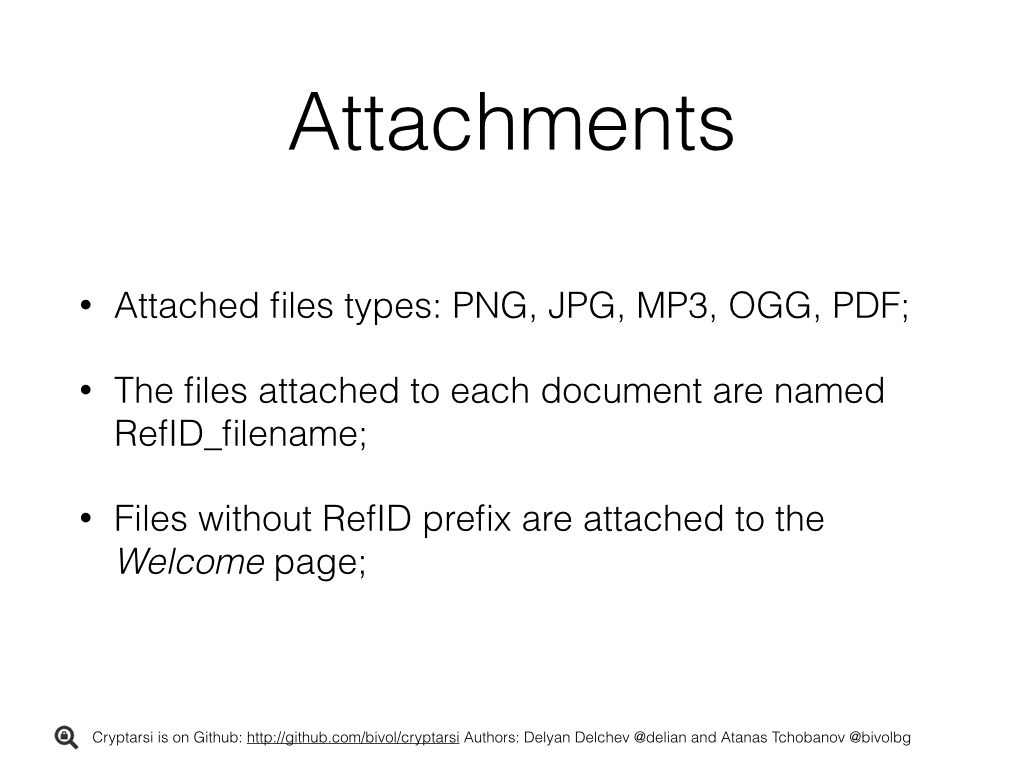 Attachments
• Attached files types: PNG, JPG, MP3, OGG, PDF;
• The files attached to each document are named
RefID_filename;
• Files without RefID prefix are attached to the
Welcome page;
Cryptarsi is on Github: http://github.com/bivol/cryptarsi Authors: Delyan Delchev @delian and Atanas Tchobanov @bivolbg